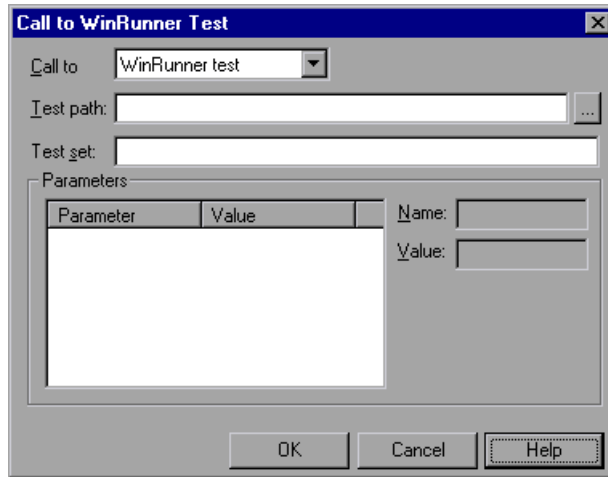 Call to WinRunner Test
Call to WinRunner test
Test path: ...
Test set:
Parameters
Parameter Value
Name:
Value:
OK Cancel Help